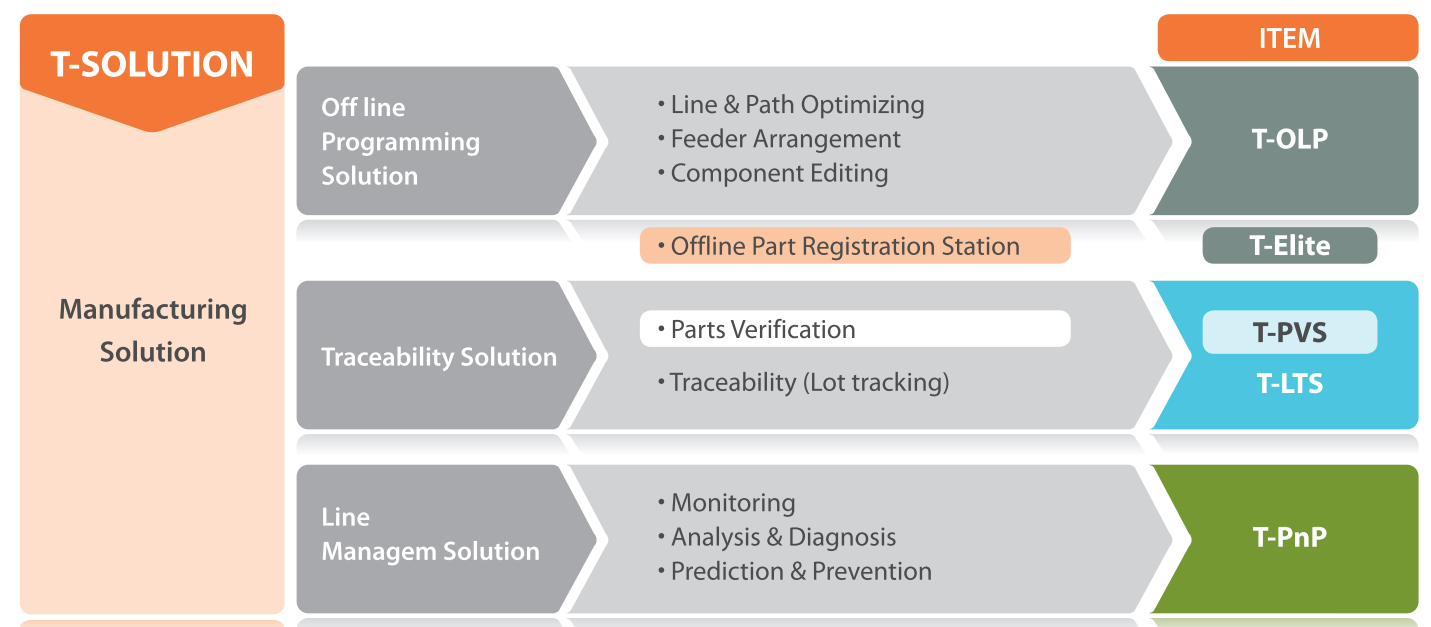 T-SOLUTION
ITEM
Manufacturing
Solution
Off line
Programming
Solution
• Line & Path Optimizing
• Feeder Arrangement
• Component Editing
T-OLP
• Offline Part Registration Station
T-Elite
Traceability Solution
• Parts Verification
T-PVS
• Traceability (Lot tracking)
T-LTS
Line
Managem Solution
• Monitoring
• Analysis & Diagnosis
• Prediction & Prevention
T-PnP